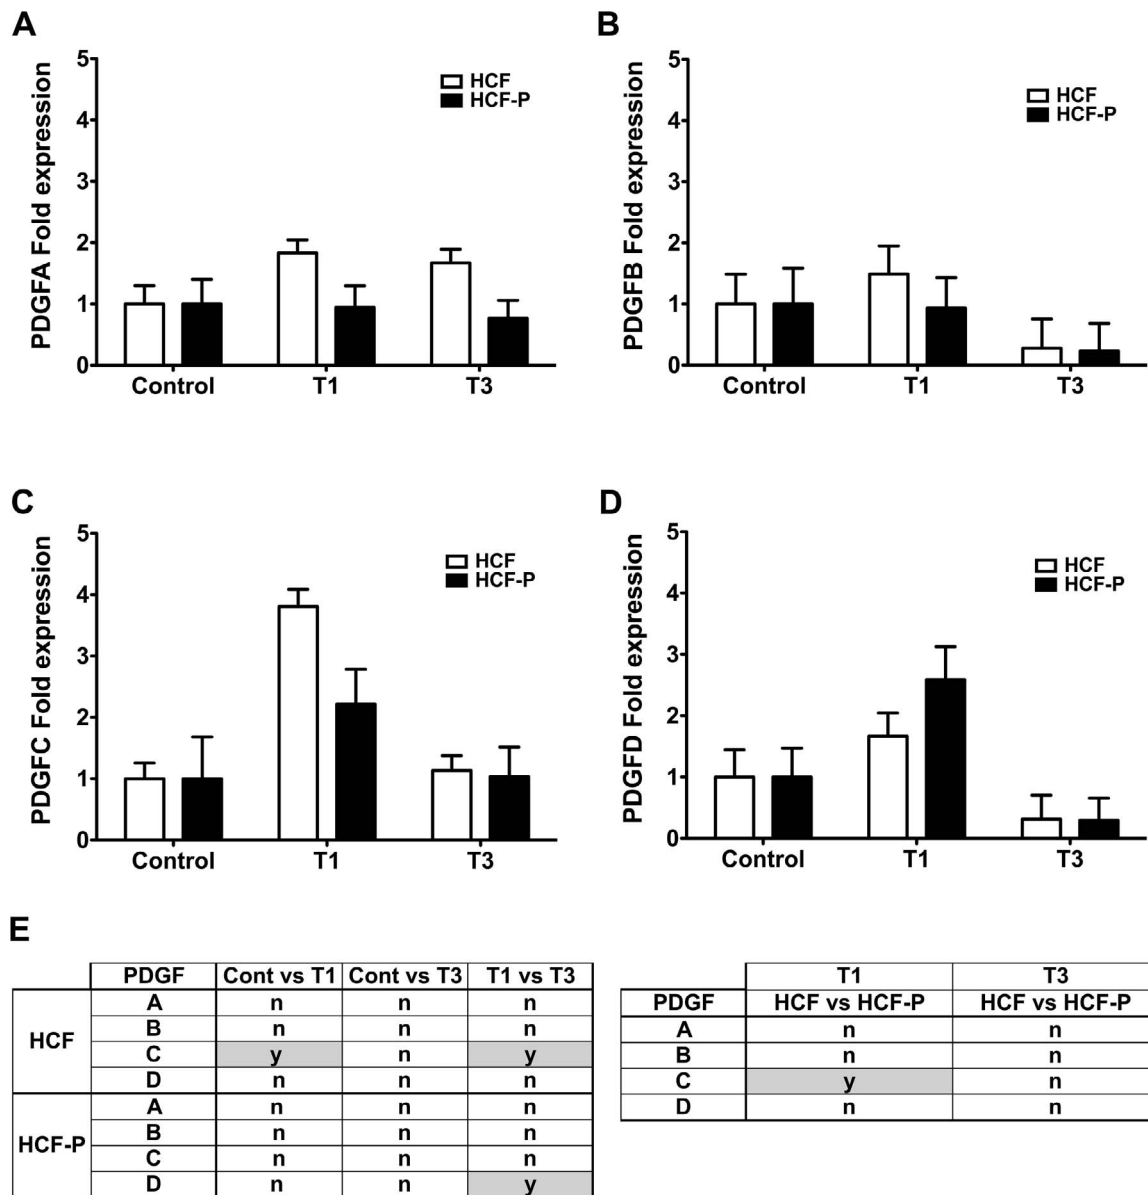 A
PDGFA Fold expression
5
4
3
2
1
0
HCF
HCF-P
Control T1 T3
B
PDGFB Fold expression
5
4
3
2
1
0
HCF
HCF-P
Control T1 T3
C
PDGFC Fold expression
5
4
3
2
1
0
HCF
HCF-P
Control T1 T3
D
PDGFD Fold expression
5
4
3
2
1
0
HCF
HCF-P
Control T1 T3
E
PDGF Cont vs T1 Cont vs T3 T1 vs T3
HCF
A n n n
B n n n
C y n y
D n n n
HCF-P
A n n n
B n n n
C n n n
D n n y
T1 T3
PDGF HCF vs HCF-P HCF vs HCF-P
A n n
B n n
C y n
D n n